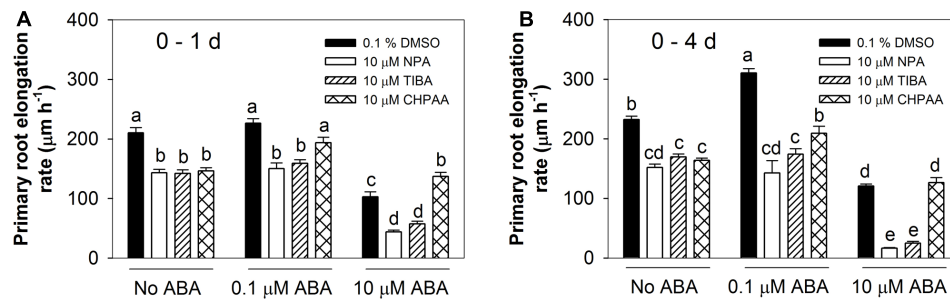 A
0 - 1 d
Primary root elongation
rate (μm h⁻¹)
400
300
200
100
0
0.1 % DMSO
10 μM NPA
10 μM TIBA
10 μM CHPAA
a
b
b
b
a
b
b
a
c
d
d
b
No ABA
0.1 μM ABA
10 μM ABA
B
0 - 4 d
Primary root elongation
rate (μm h⁻¹)
400
300
200
100
0
0.1 % DMSO
10 μM NPA
10 μM TIBA
10 μM CHPAA
b
cd
c
c
a
cd
c
b
d
e
e
d
No ABA
0.1 μM ABA
10 μM ABA